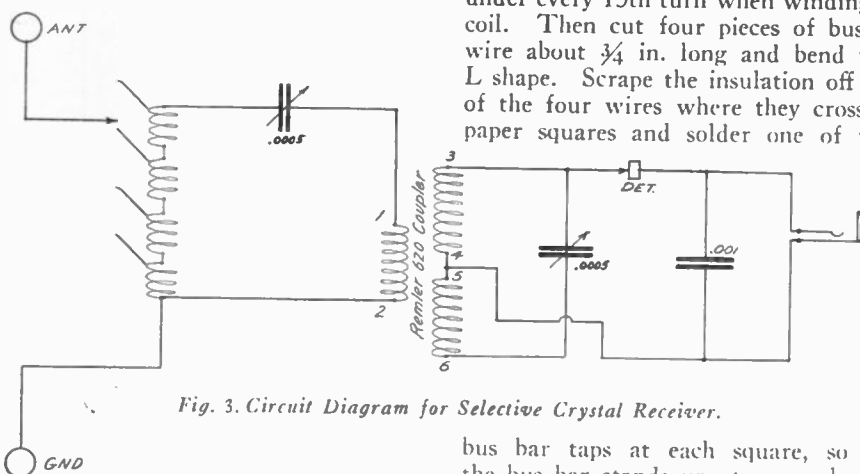 under every 15th turn when winding
coil. Then cut four pieces of bus
wire about ¾ in. long and bend
L shape. Scrape the insulation off
of the four wires where they cross
paper squares and solder one of
ANT
.0005
1
2
Remler 620 Coupler
3
4
5
6
.0005
DET.
.001
Fig. 3. Circuit Diagram for Selective Crystal Receiver.
GND
bus bar taps at each square, so
the bus bar stands